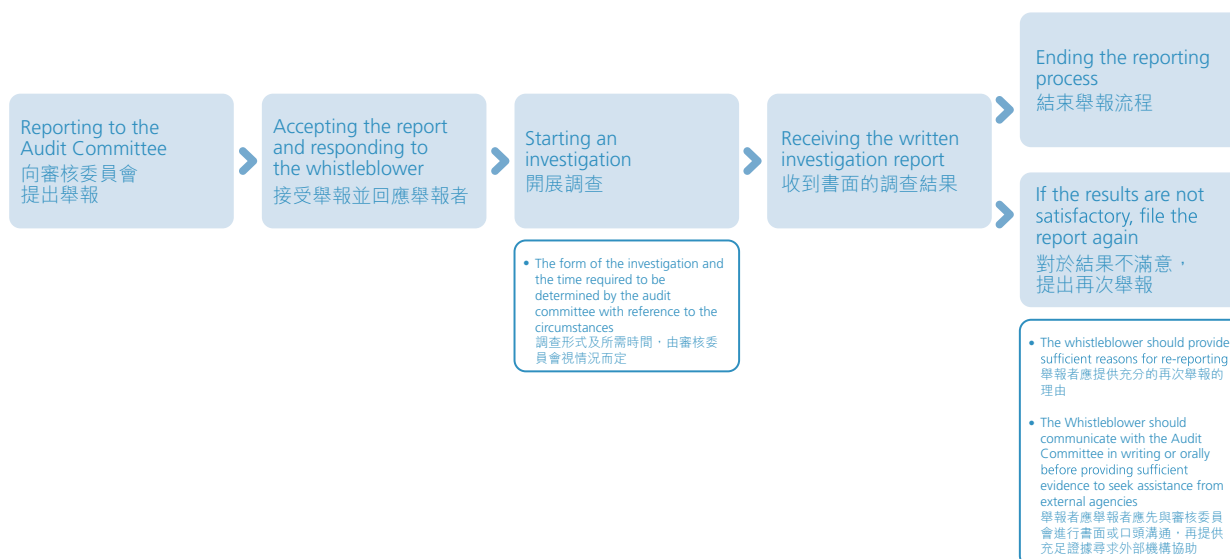 Reporting to the
Audit Committee
向審核委員會
提出舉報
Accepting the report
and responding to
the whistleblower
接受舉報並回應舉報者
Starting an
investigation
開展調查
• The form of the investigation and
the time required to be
determined by the audit
committee with reference to the
circumstances
調查形式及所需時間，由審核委
員會視情況而定
Receiving the written
investigation report
收到書面的調查結果
Ending the reporting
process
結束舉報流程
If the results are not
satisfactory, file the
report again
對於結果不滿意，
提出再次舉報
• The whistleblower should provide
sufficient reasons for re-reporting
舉報者應提供充分的再次舉報的
理由
• The Whistleblower should
communicate with the Audit
Committee in writing or orally
before providing sufficient
evidence to seek assistance from
external agencies
舉報者應舉報者應先與審核委員
會進行書面或口頭溝通，再提供
充足證據尋求外部機構協助